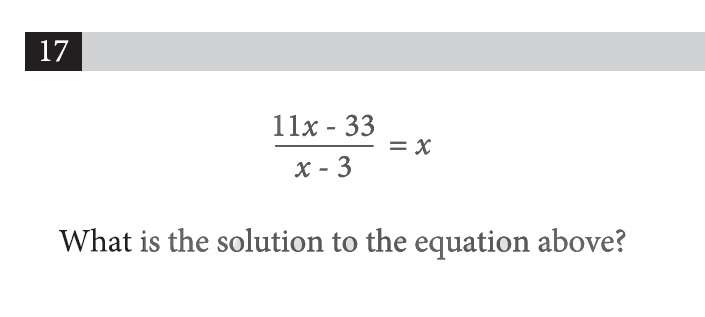 17
11x - 33
x - 3
= x
What is the solution to the equation above?